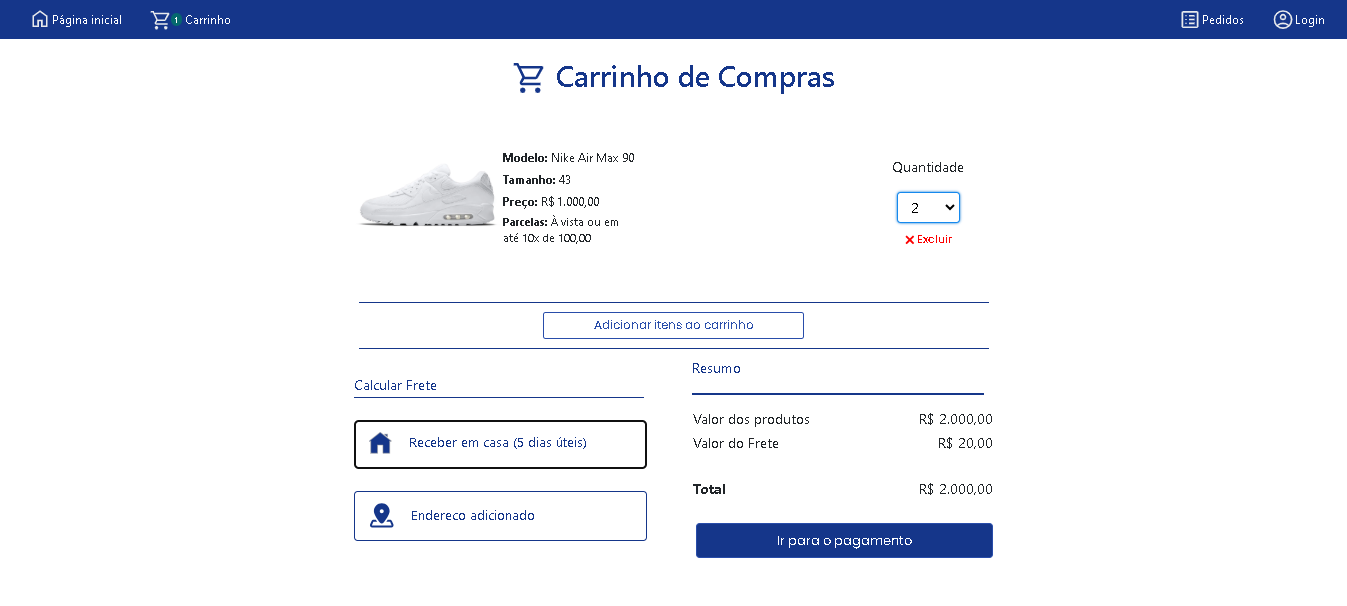 Página inicial
1 Carrinho
Pedidos
Login
Carrinho de Compras
Modelo: Nike Air Max 90
Tamanho: 43
Preço: R$ 1.000,00
Parcelas: À vista ou em
até 10x de 100,00
Quantidade
2
Excluir
Adicionar itens ao carrinho
Calcular Frete
Receber em casa (5 dias úteis)
Endereco adicionado
Resumo
Valor dos produtos R$ 2.000,00
Valor do Frete R$ 20,00
Total R$ 2.000,00
Ir para o pagamento